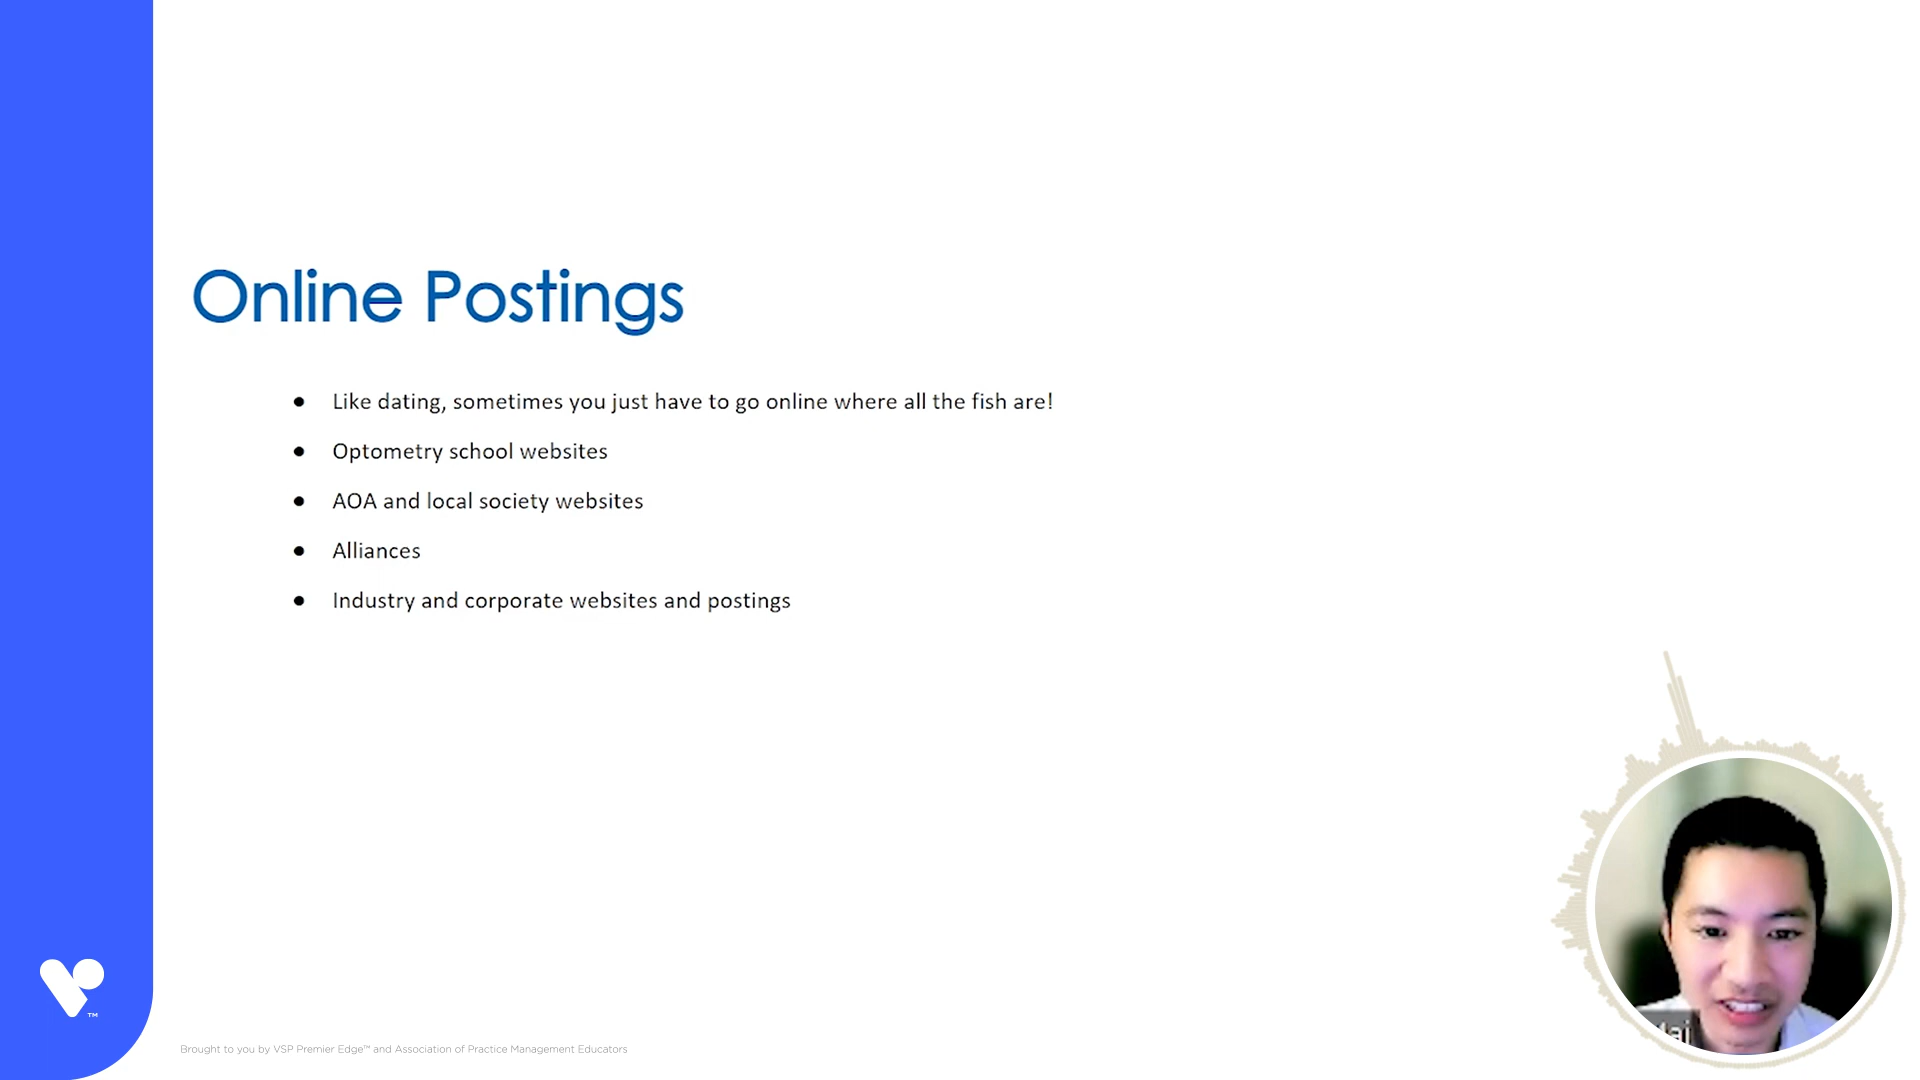 Online Postings
● Like dating, sometimes you just have to go online where all the fish are!
● Optometry school websites
● AOA and local society websites
● Alliances
● Industry and corporate websites and postings
TM
Brought to you by VSP Premier Edge™ and Association of Practice Management Educators